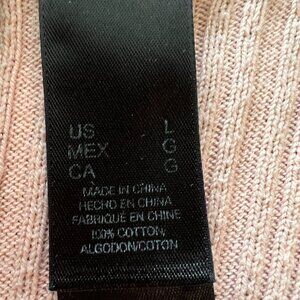 US L
MEX G
CA G
MADE IN CHINA
HECHO EN CHINA
FABRIQUÉ EN CHINE
100% COTTON/
ALGODON/COTON